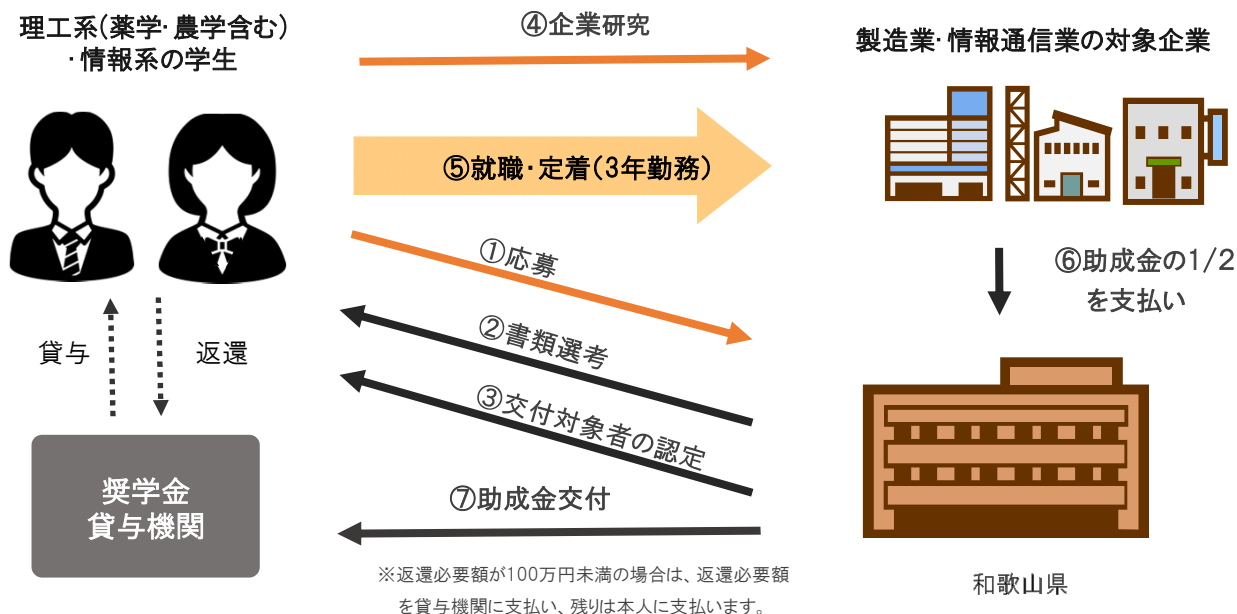 理工系(薬学・農学含む)
・情報系の学生
④企業研究
製造業・情報通信業の対象企業
⑤就職・定着(3年勤務)
①応募
⑥助成金の1/2
を支払い
②書類選考
貸与
返還
③交付対象者の認定
奨学金
貸与機関
⑦助成金交付
※返還必要額が100万円未満の場合は、返還必要額
を貸与機関に支払い、残りは本人に支払います。
和歌山県